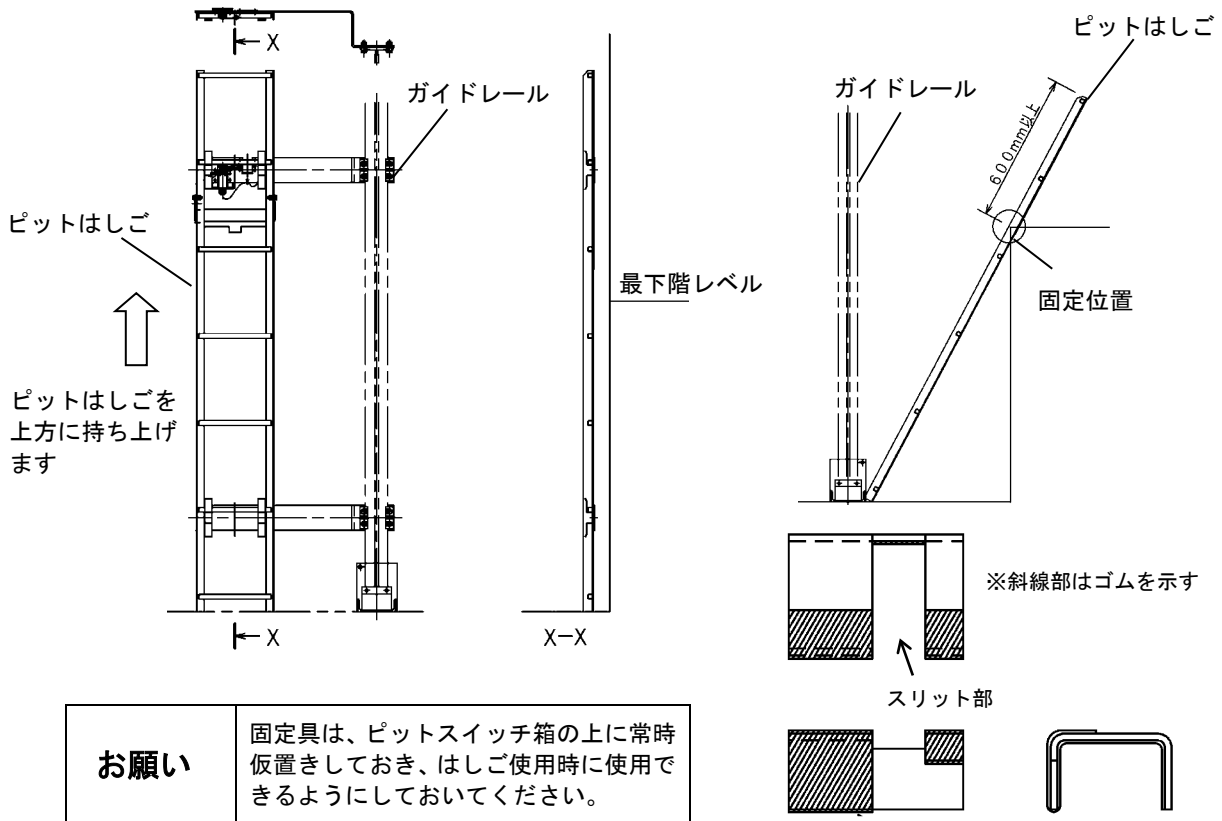 X
ガイドレール
ピットはしご
ピットはしごを
上方に持ち上げ
ます
X
最下階レベル
X−X
ピットはしご
ガイドレール
600mm以上
固定位置
※斜線部はゴムを示す
スリット部
お願い
固定具は、ピットスイッチ箱の上に常時
仮置きしておき、はしご使用時に使用で
きるようにしておいてください。